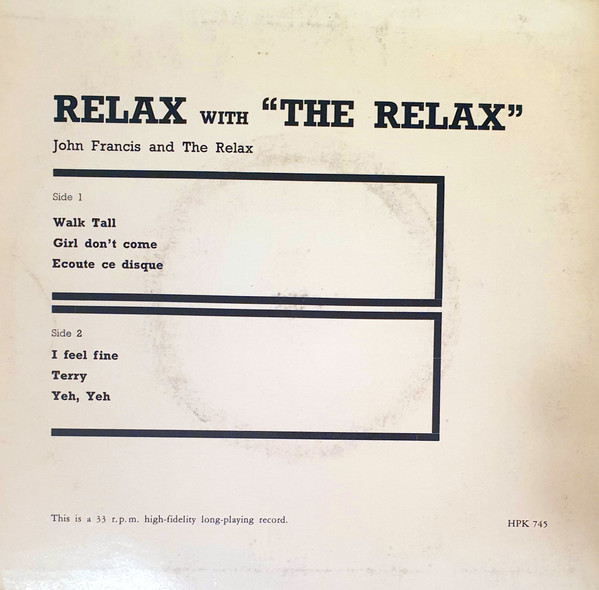 RELAX WITH “THE RELAX”
John Francis and The Relax
Side 1
Walk Tall
Girl don't come
Ecoute ce disque
Side 2
I feel fine
Terry
Yeh, Yeh
This is a 33 r.p.m. high-fidelity long-playing record.
HPK 745